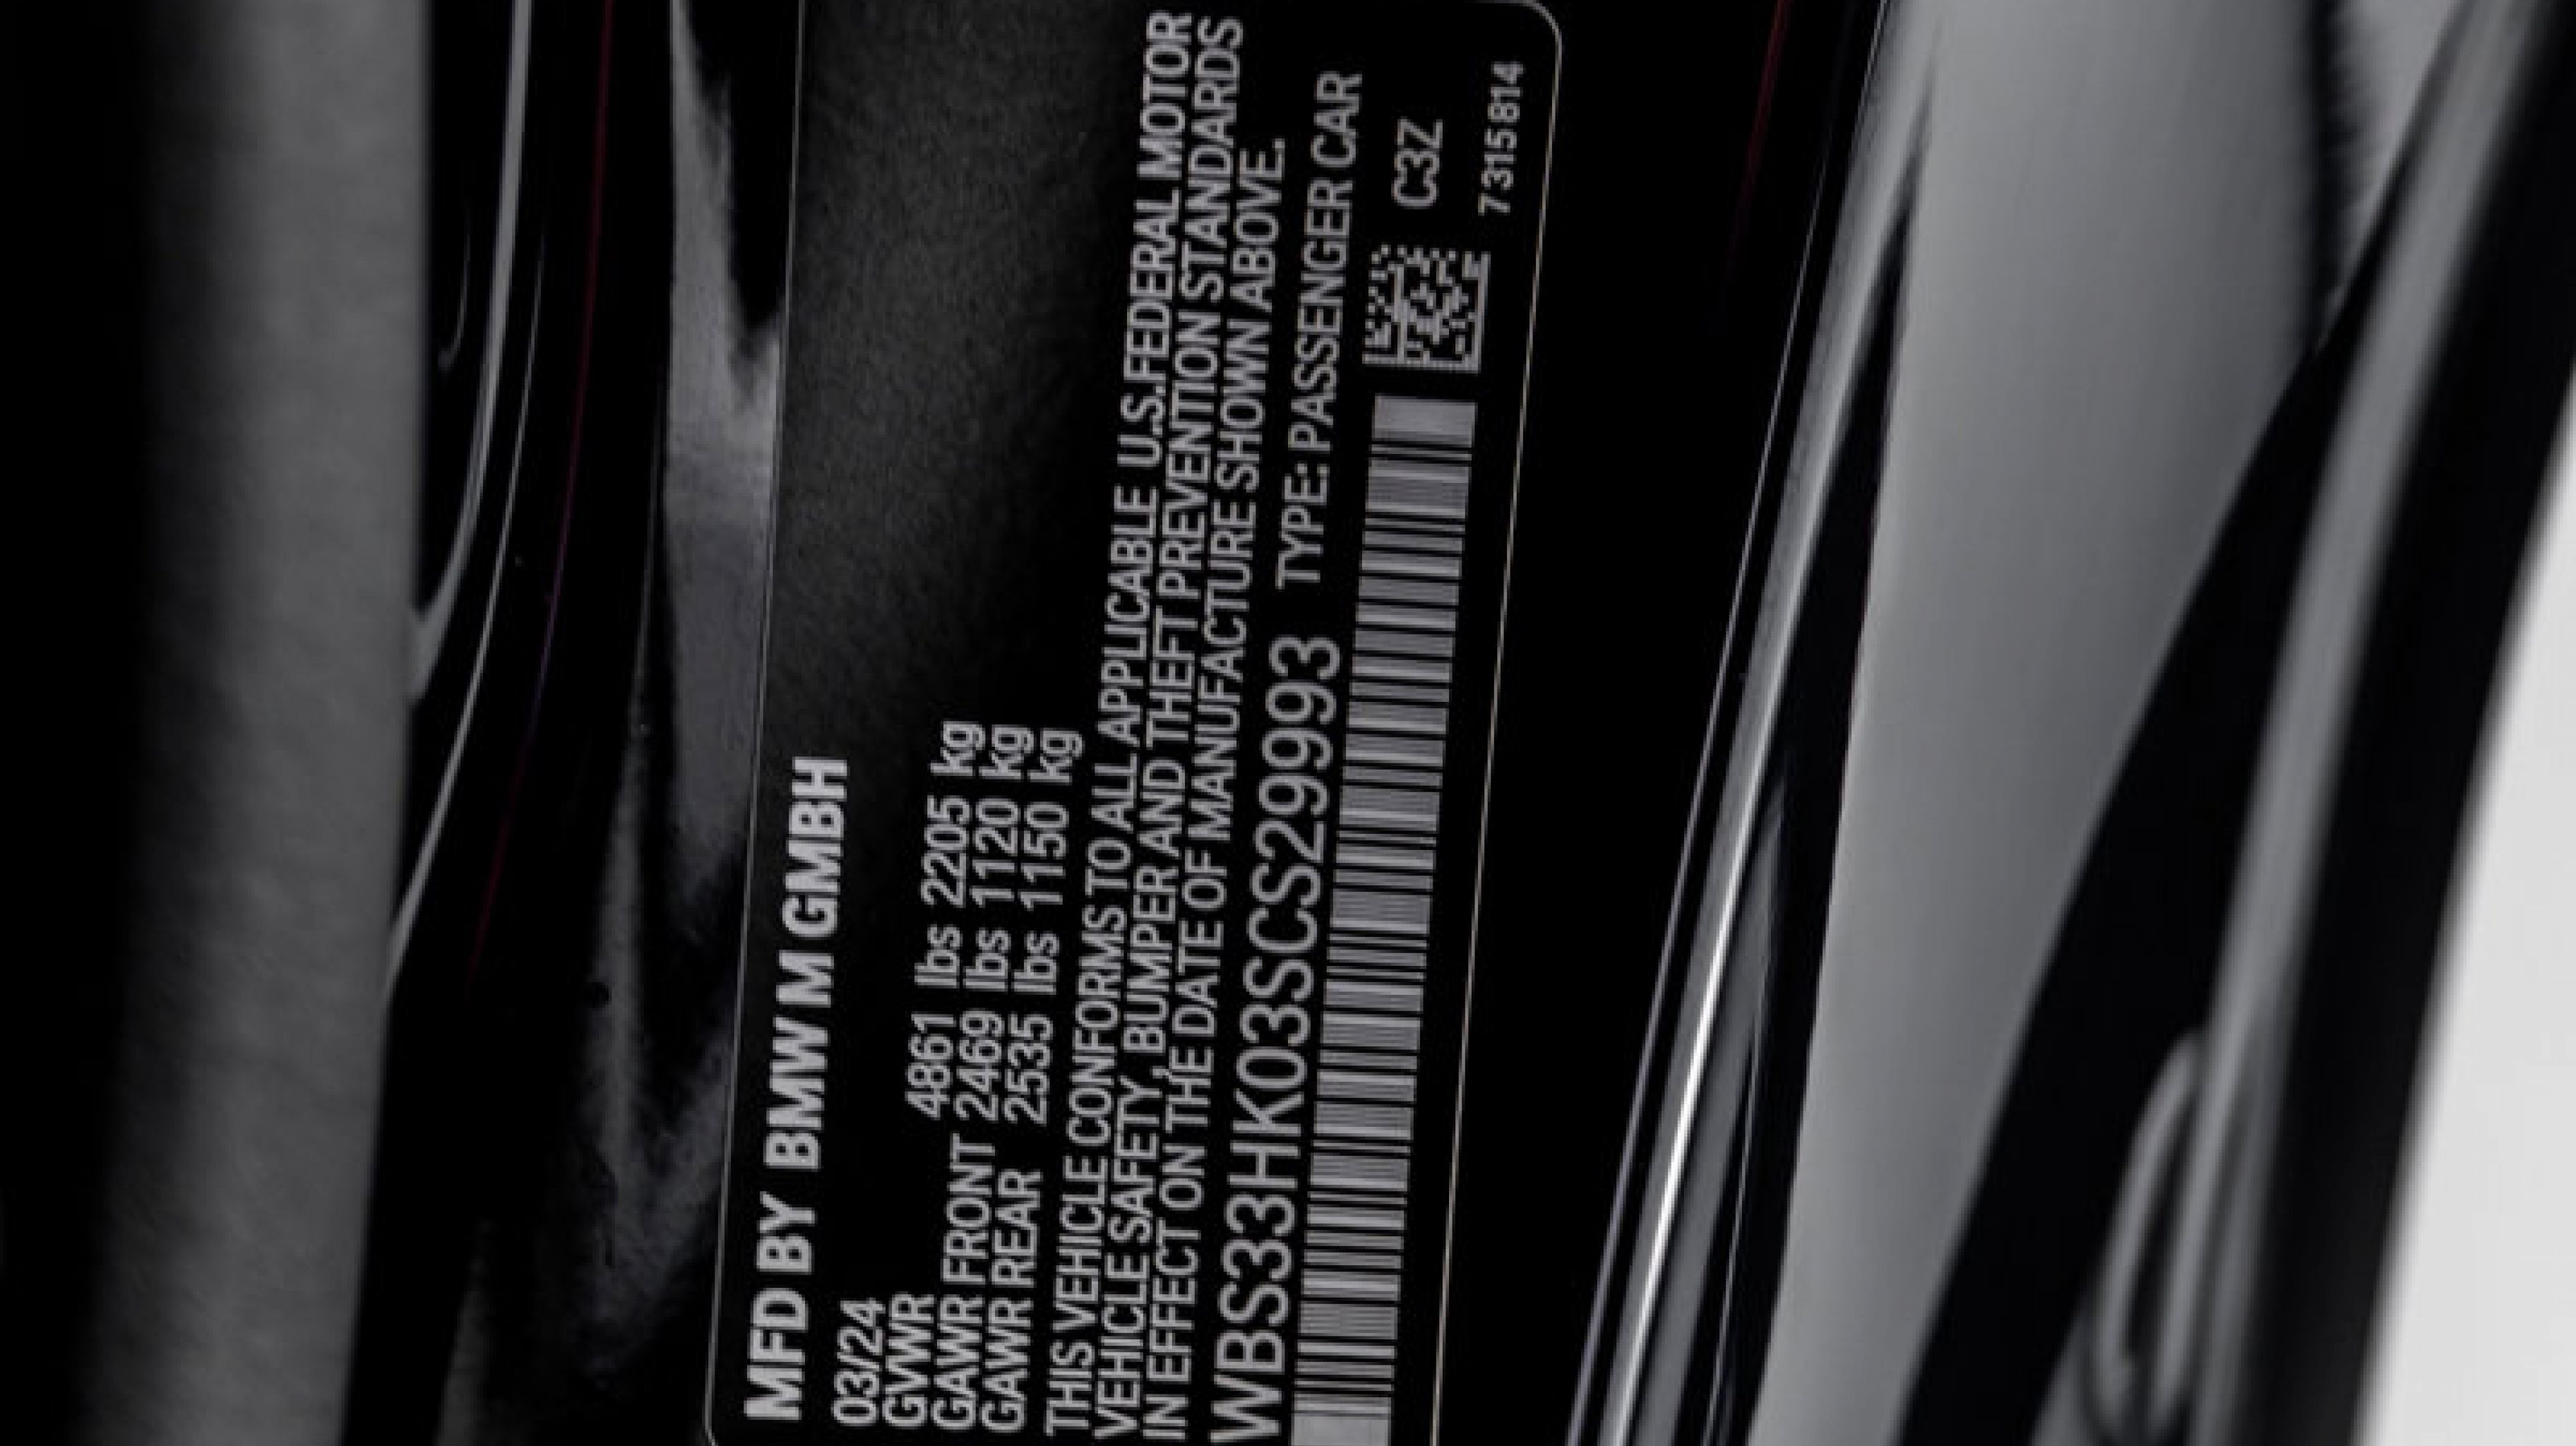 MFD BY BMW M GMBH
03/24
GVWR 4861 lbs 2205 kg
GAWR FRONT 2469 lbs 1120 kg
GAWR REAR 2535 lbs 1150 kg
THIS VEHICLE CONFORMS TO ALL APPLICABLE U.S.FEDERAL MOTOR
VEHICLE SAFETY, BUMPER AND THEFT PREVENTION STANDARDS
IN EFFECT ON THE DATE OF MANUFACTURE SHOWN ABOVE.
WBS33HK03SCS29993 TYPE: PASSENGER CAR
C3Z
7315814